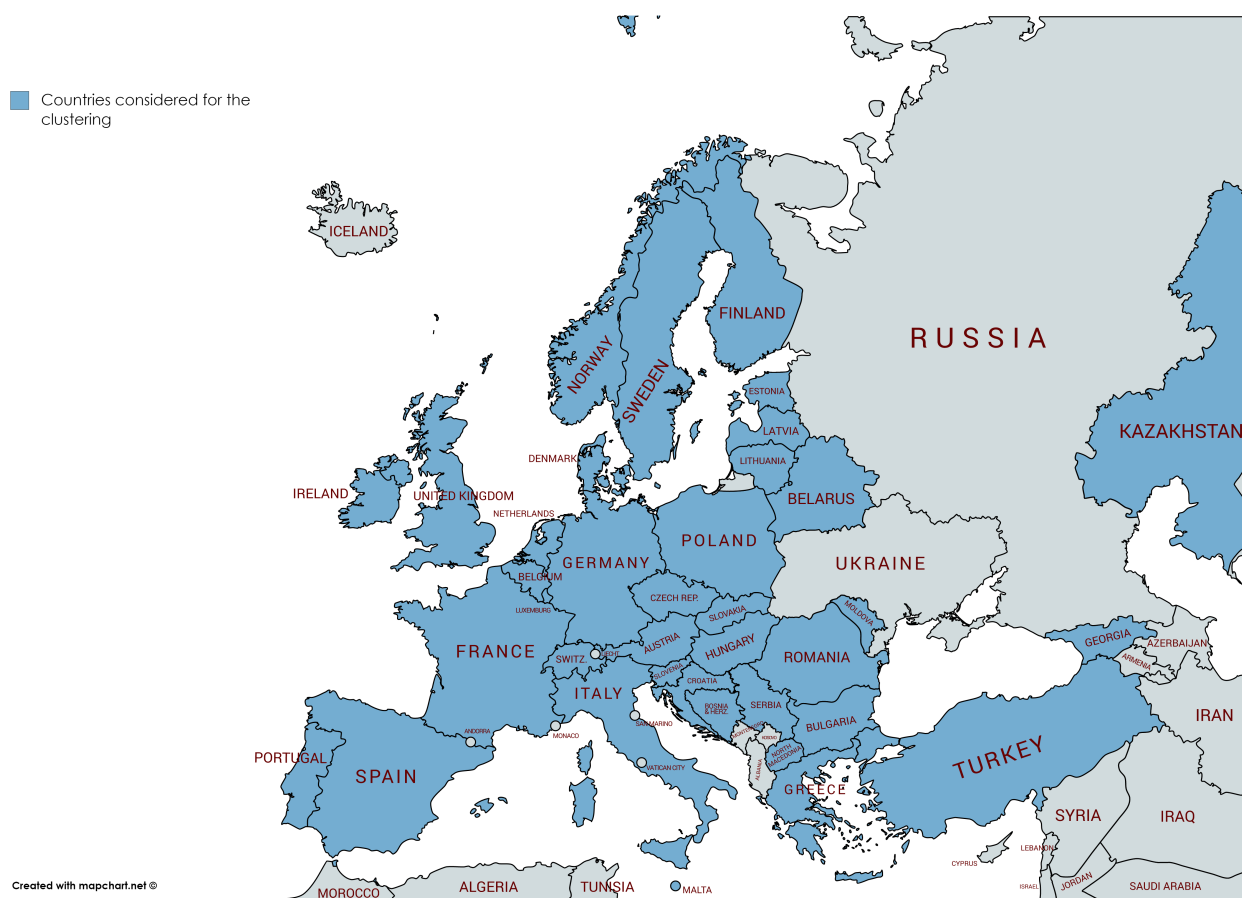 Countries considered for the
clustering
ICELAND
RUSSIA
FINLAND
NORWAY
SWEDEN
ESTONIA
LATVIA
LITHUANIA
KAZAKHSTAN
DENMARK
IRELAND
UNITED KINGDOM
NETHERLANDS
BELARUS
POLAND
GERMANY
UKRAINE
BELGIUM
LUXEMBURG
CZECH REP.
SLOVAKIA
MOLDOVA
FRANCE
SWITZ.
LIECHT.
AUSTRIA
HUNGARY
ROMANIA
GEORGIA
AZERBAIJAN
ARMENIA
SLOVENIA
CROATIA
ITALY
BOSNIA
& HERZ.
SERBIA
SAN MARINO
MONACO
ANDORRA
MONTENEGRO
KOSOVO
BULGARIA
IRAN
PORTUGAL
SPAIN
VATICAN CITY
NORTH
MACEDONIA
ALBANIA
GREECE
TURKEY
SYRIA
IRAQ
CYPRUS
LEBANON
ISRAEL
JORDAN
SAUDI ARABIA
Created with mapchart.net ©
MOROCCO
ALGERIA
TUNISIA
MALTA